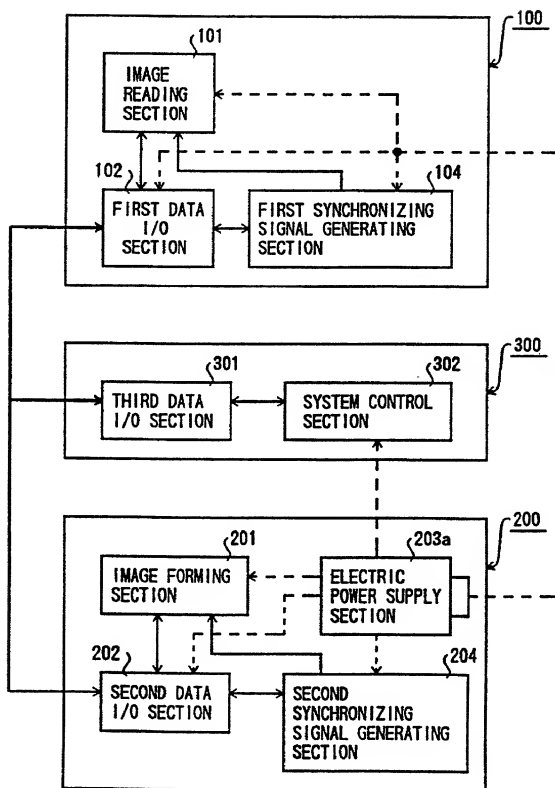 100
101
IMAGE
READING
SECTION
102
104
FIRST DATA
I/O
SECTION
FIRST SYNCHRONIZING
SIGNAL GENERATING
SECTION
300
301
302
THIRD DATA
I/O SECTION
SYSTEM CONTROL
SECTION
200
201
203a
IMAGE FORMING
SECTION
ELECTRIC
POWER SUPPLY
SECTION
202
204
SECOND DATA
I/O SECTION
SECOND
SYNCHRONIZING
SIGNAL GENERATING
SECTION